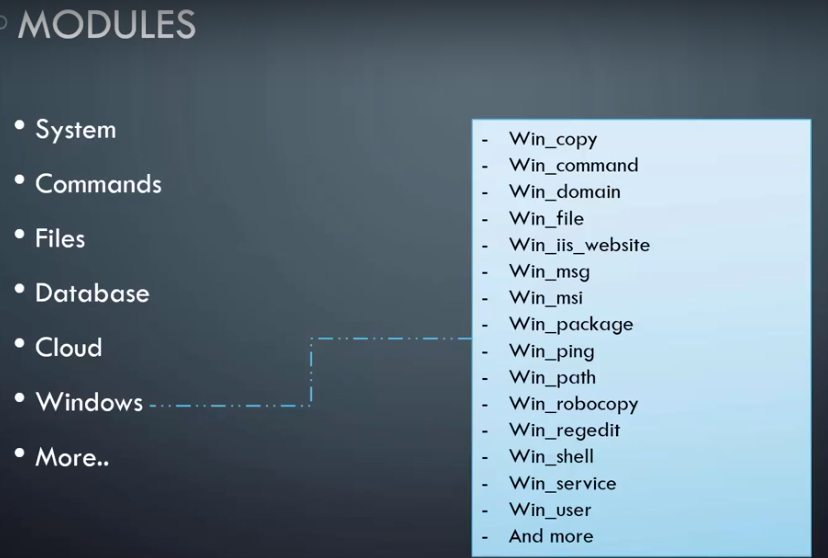 MODULES
• System
• Commands
• Files
• Database
• Cloud
• Windows
• More..
- Win_copy
- Win_command
- Win_domain
- Win_file
- Win_iis_website
- Win_msg
- Win_msi
- Win_package
- Win_ping
- Win_path
- Win_robocopy
- Win_regedit
- Win_shell
- Win_service
- Win_user
- And more